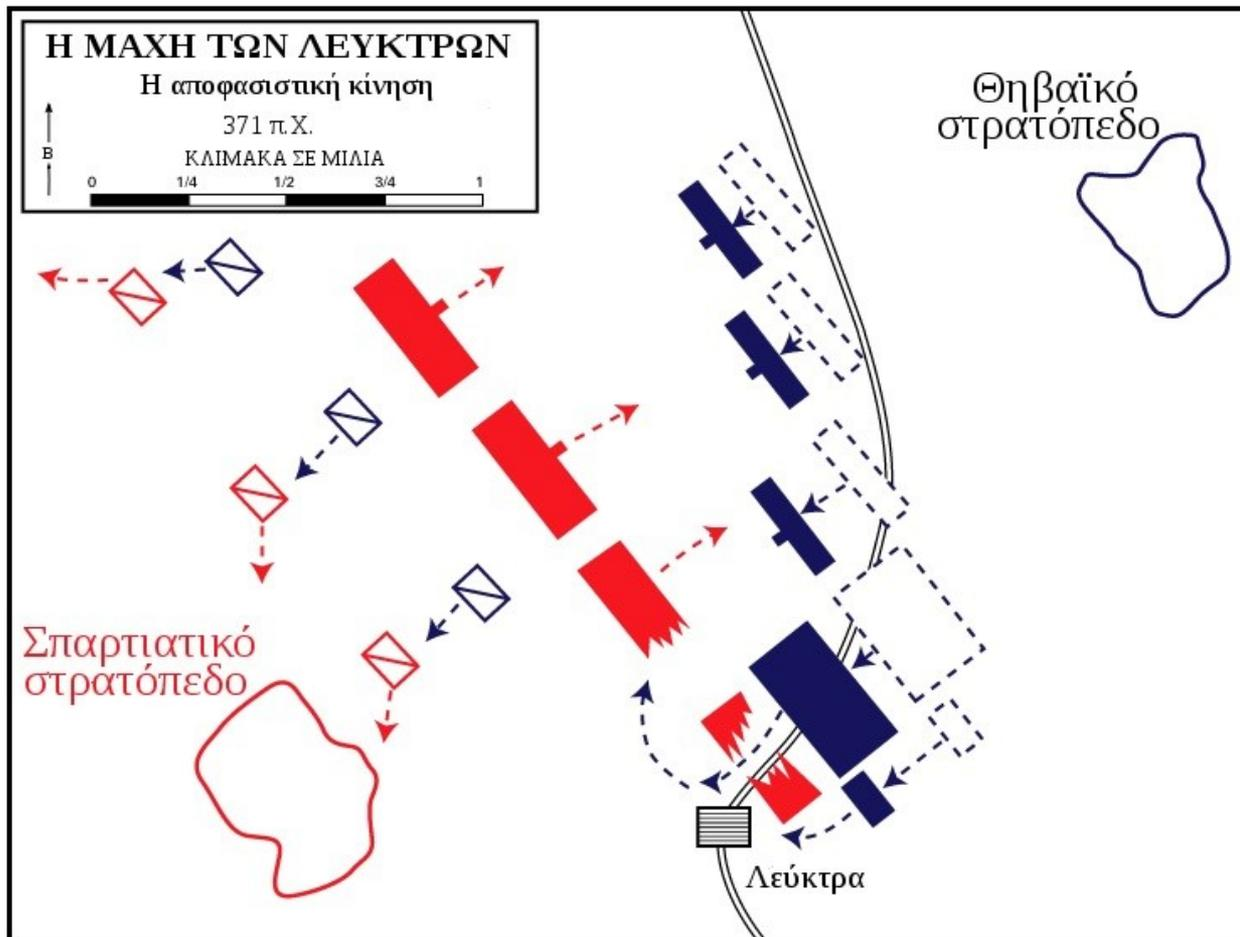 Η ΜΑΧΗ ΤΩΝ ΛΕΥΚΤΡΩΝ
Η αποφασιστική κίνηση
371 π.Χ.
ΚΛΙΜΑΚΑ ΣΕ ΜΙΛΙΑ
Β
0 1/4 1/2 3/4 1
Θηβαϊκό
στρατόπεδο
Σπαρτιατικό
στρατόπεδο
Λεύκτρα